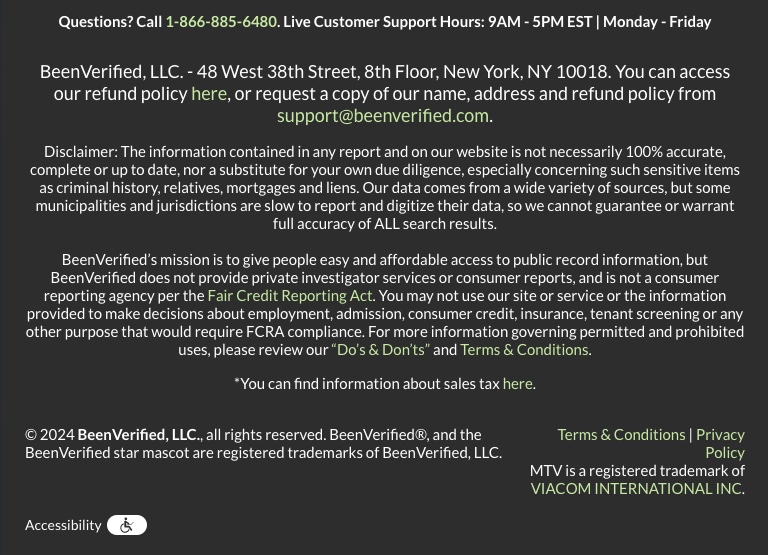 Questions? Call 1-866-885-6480. Live Customer Support Hours: 9AM - 5PM EST | Monday - Friday
BeenVerified, LLC. - 48 West 38th Street, 8th Floor, New York, NY 10018. You can access
our refund policy here, or request a copy of our name, address and refund policy from
support@beenverified.com.
Disclaimer: The information contained in any report and on our website is not necessarily 100% accurate,
complete or up to date, nor a substitute for your own due diligence, especially concerning such sensitive items
as criminal history, relatives, mortgages and liens. Our data comes from a wide variety of sources, but some
municipalities and jurisdictions are slow to report and digitize their data, so we cannot guarantee or warrant
full accuracy of ALL search results.
BeenVerified's mission is to give people easy and affordable access to public record information, but
BeenVerified does not provide private investigator services or consumer reports, and is not a consumer
reporting agency per the Fair Credit Reporting Act. You may not use our site or service or the information
provided to make decisions about employment, admission, consumer credit, insurance, tenant screening or any
other purpose that would require FCRA compliance. For more information governing permitted and prohibited
uses, please review our “Do's & Don'ts” and Terms & Conditions.
*You can find information about sales tax here.
© 2024 BeenVerified, LLC., all rights reserved. BeenVerified®, and the
BeenVerified star mascot are registered trademarks of BeenVerified, LLC.
Terms & Conditions | Privacy
Policy
MTV is a registered trademark of
VIACOM INTERNATIONAL INC.
Accessibility